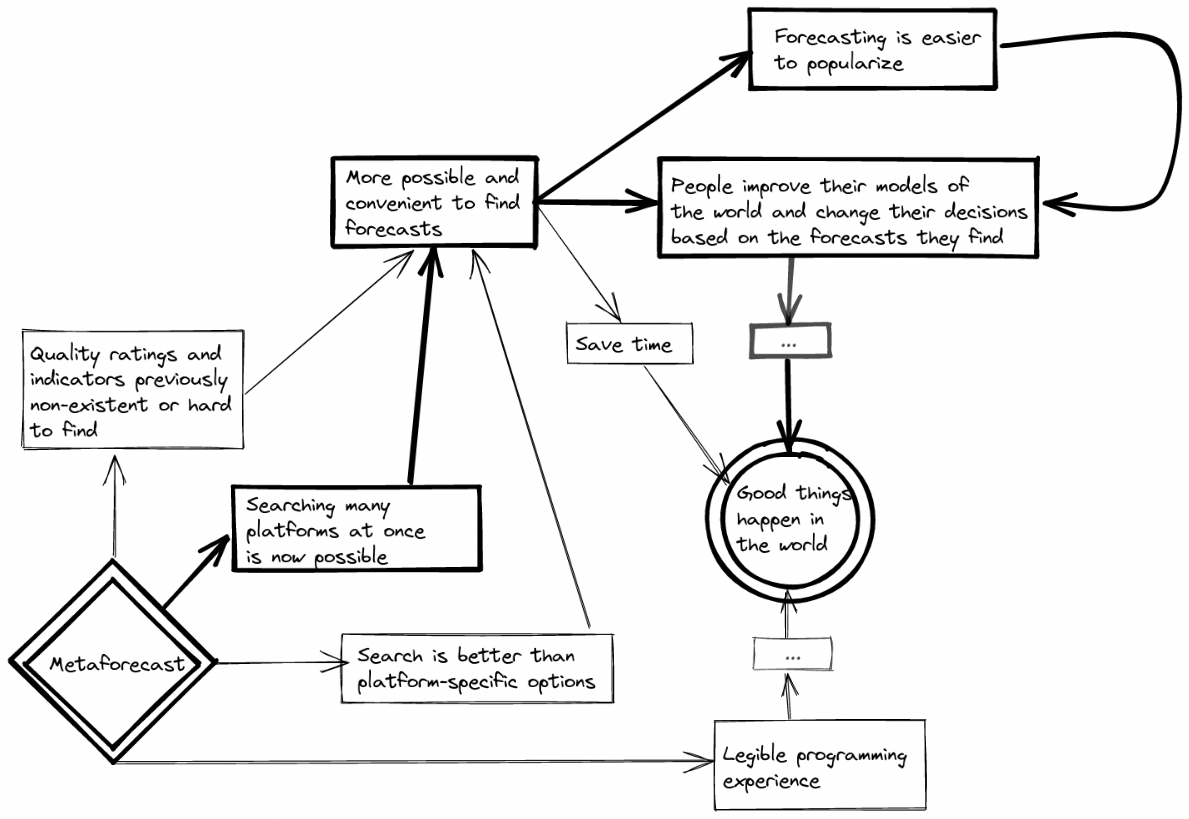 Forecasting is easier
to popularize
More possible and
convenient to find
forecasts
People improve their models of
the world and change their decisions
based on the forecasts they find
Save time
...
Quality ratings and
indicators previously
non-existent or hard
to find
Searching many
platforms at once
is now possible
Good things
happen in
the world
Metaforecast
Search is better than
platform-specific options
...
Legible programming
experience